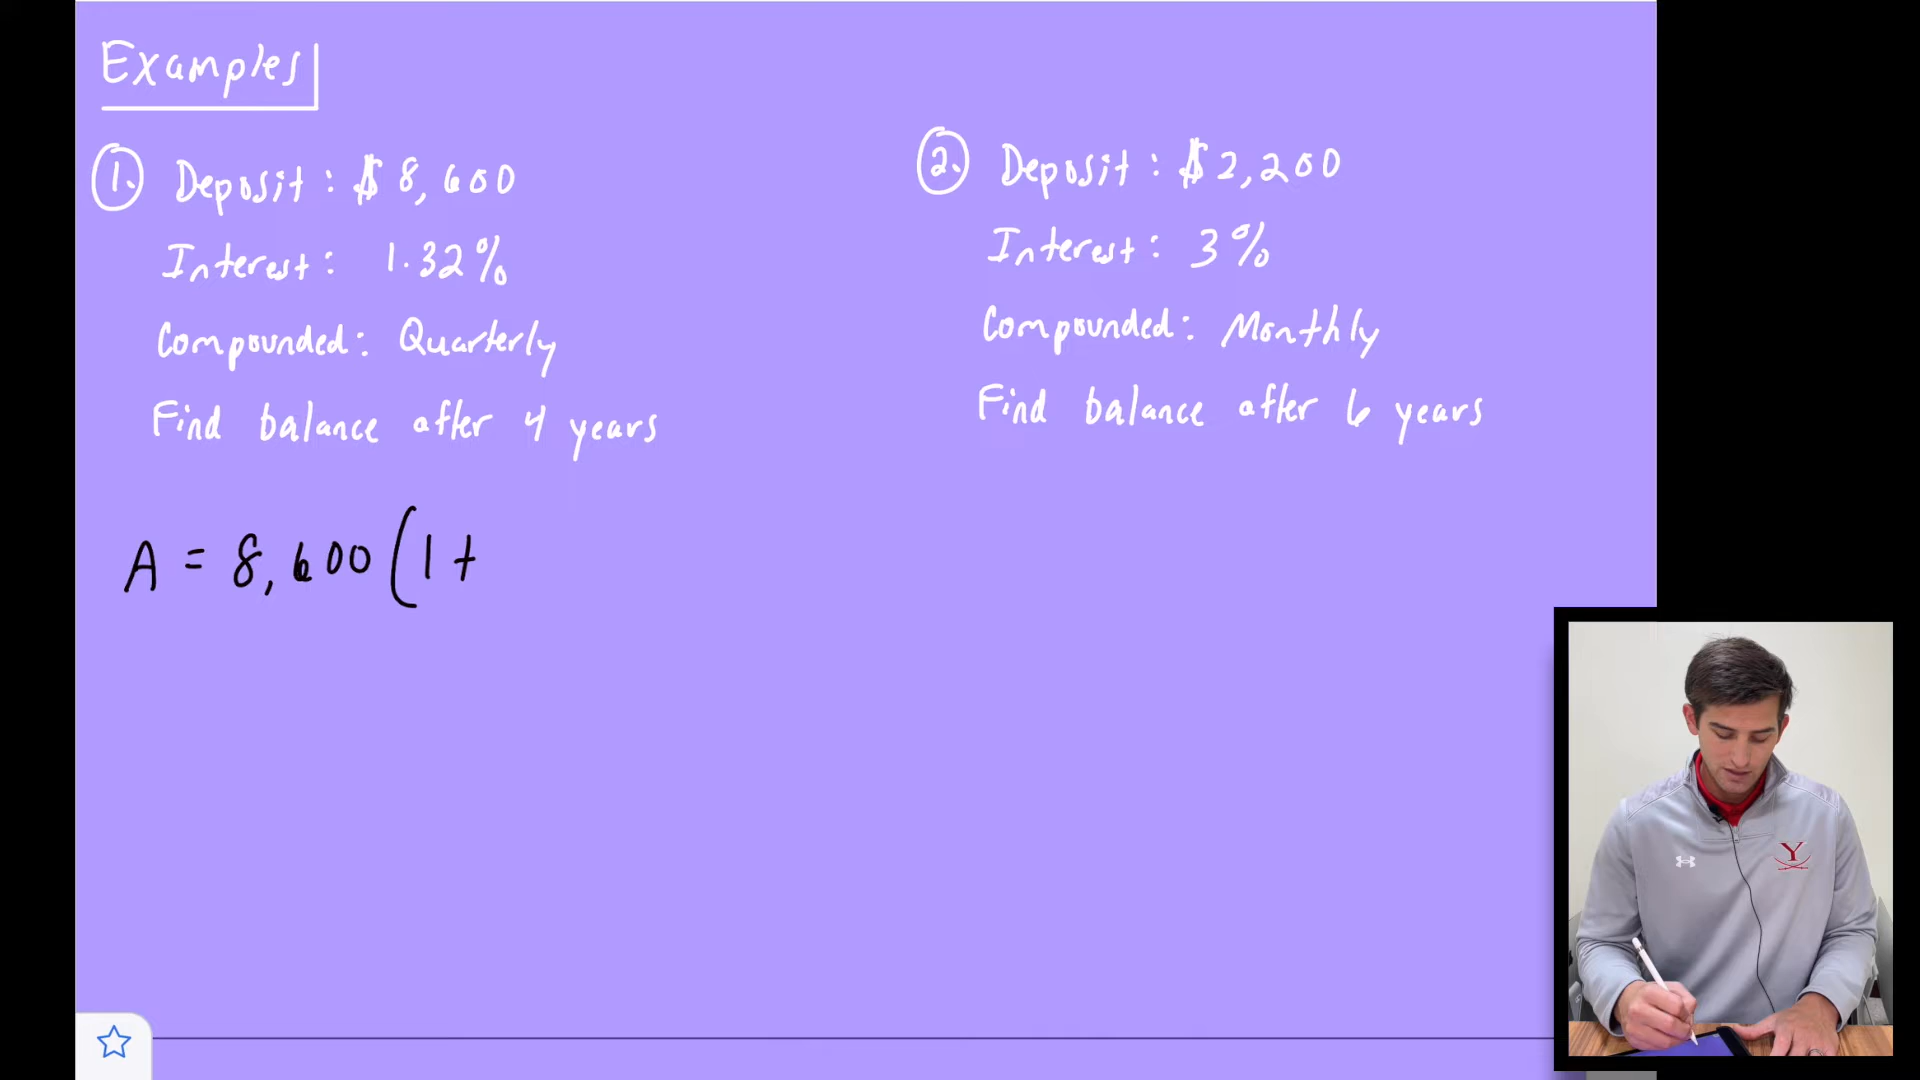 Examples
1. Deposit: $8,600
Interest: 1.32%
Compounded: Quarterly
Find balance after 4 years
A = 8,600 (1 +
2. Deposit: $2,200
Interest: 3%
Compounded: Monthly
Find balance after 6 years
Y